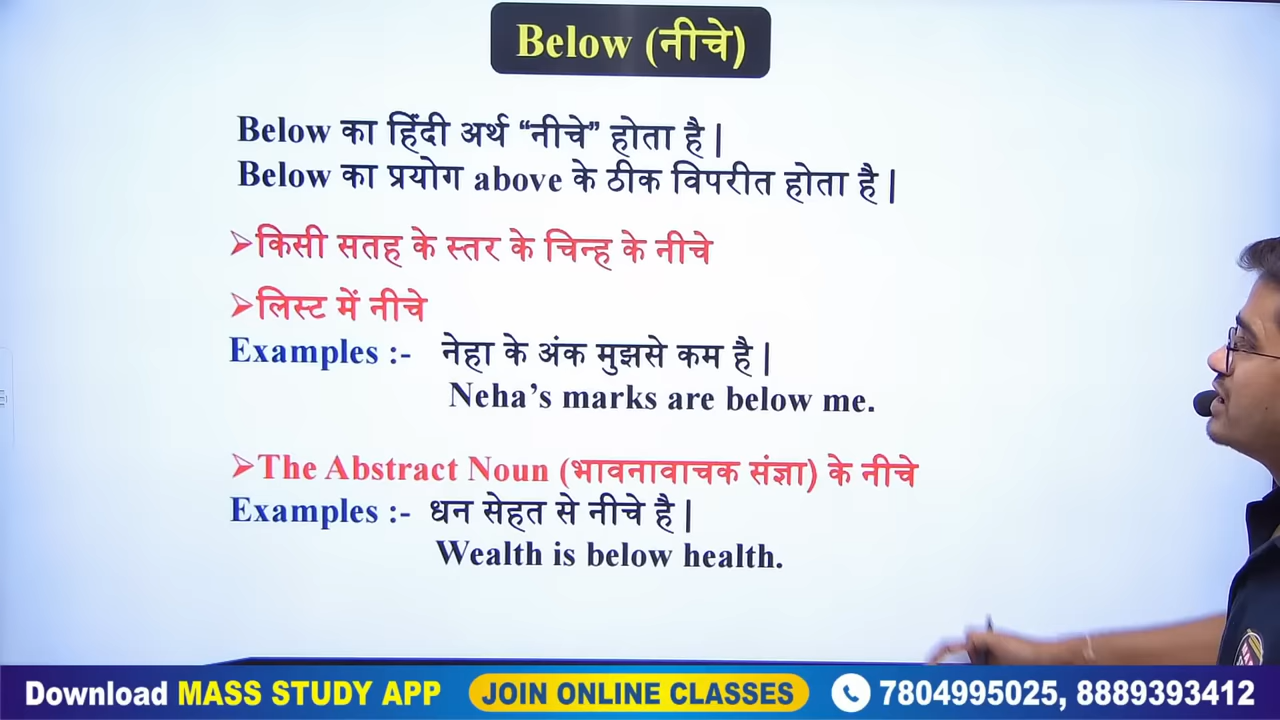 Below (नीचे)
Below का हिंदी अर्थ “नीचे” होता है |
Below का प्रयोग above के ठीक विपरीत होता है |
➢किसी सतह के स्तर के चिन्ह के नीचे
➢लिस्ट में नीचे
Examples :- नेहा के अंक मुझसे कम है |
Neha’s marks are below me.
➢The Abstract Noun (भावनावाचक संज्ञा) के नीचे
Examples :- धन सेहत से नीचे है |
Wealth is below health.
Download MASS STUDY APP JOIN ONLINE CLASSES 7804995025, 8889393412